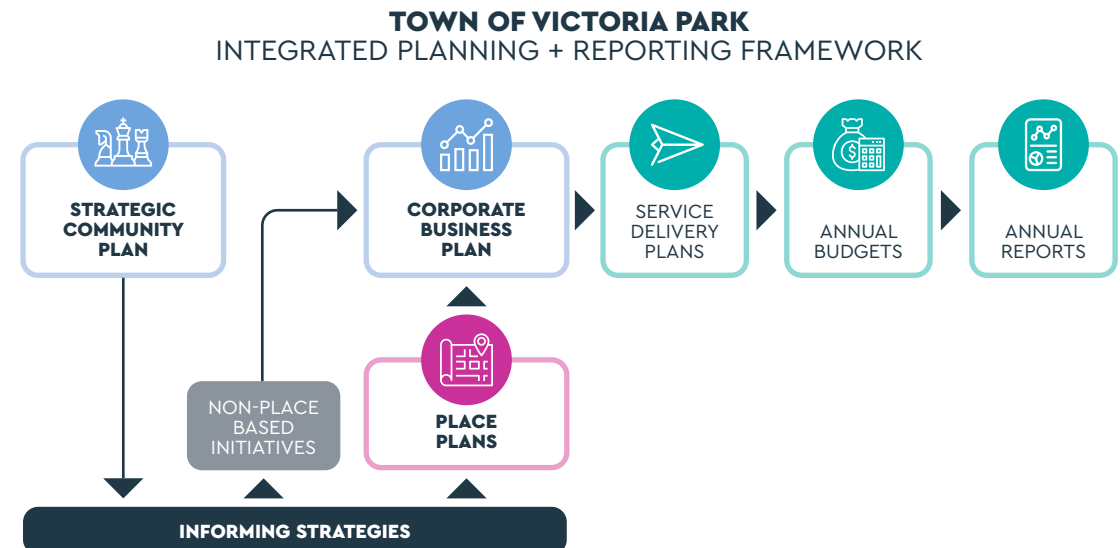 TOWN OF VICTORIA PARK
INTEGRATED PLANNING + REPORTING FRAMEWORK
STRATEGIC
COMMUNITY
PLAN
CORPORATE
BUSINESS
PLAN
SERVICE
DELIVERY
PLANS
ANNUAL
BUDGETS
ANNUAL
REPORTS
NON-PLACE
BASED
INITIATIVES
PLACE
PLANS
INFORMING STRATEGIES